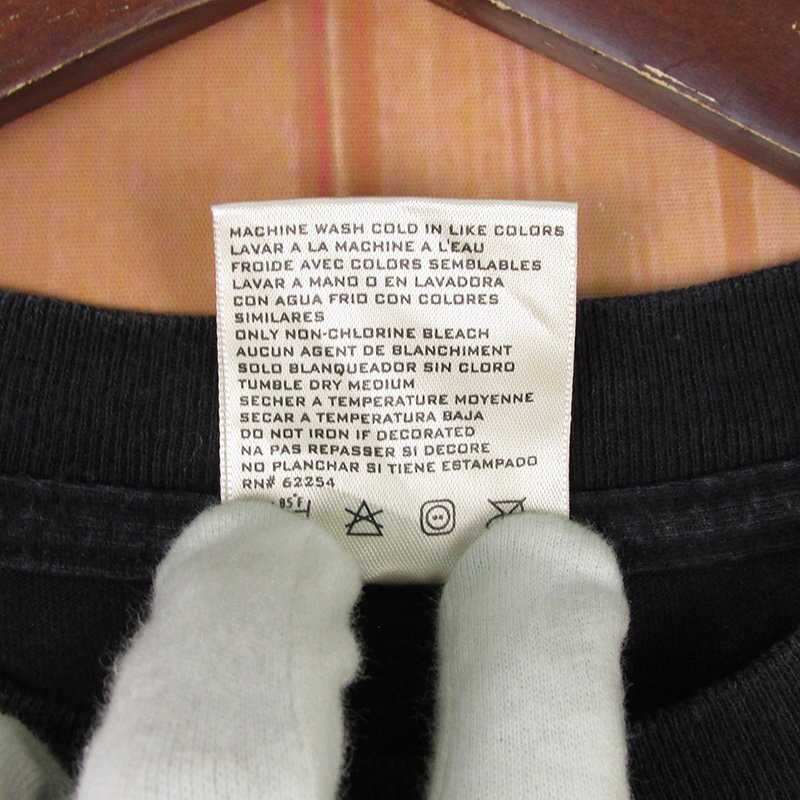 MACHINE WASH COLD IN LIKE COLORS
LAVAR A LA MACHINE A L'EAU
FROIDE AVEC COLORS SEMBLABLES
LAVAR A MANO O EN LAVADORA
CON AGUA FRIO CON COLORES
SIMILARES
ONLY NON-CHLORINE BLEACH
AUCUN AGENT DE BLANCHIMENT
SOLO BLANQUEADOR SIN CLORO
TUMBLE DRY MEDIUM
SECHER A TEMPERATURE MOYENNE
SECAR A TEMPERATURA BAJA
DO NOT IRON IF DECORATED
NA PAS REPASSER SI DECORE
NO PLANCHAR SI TIENE ESTAMPADO
RN# 62254
85°F